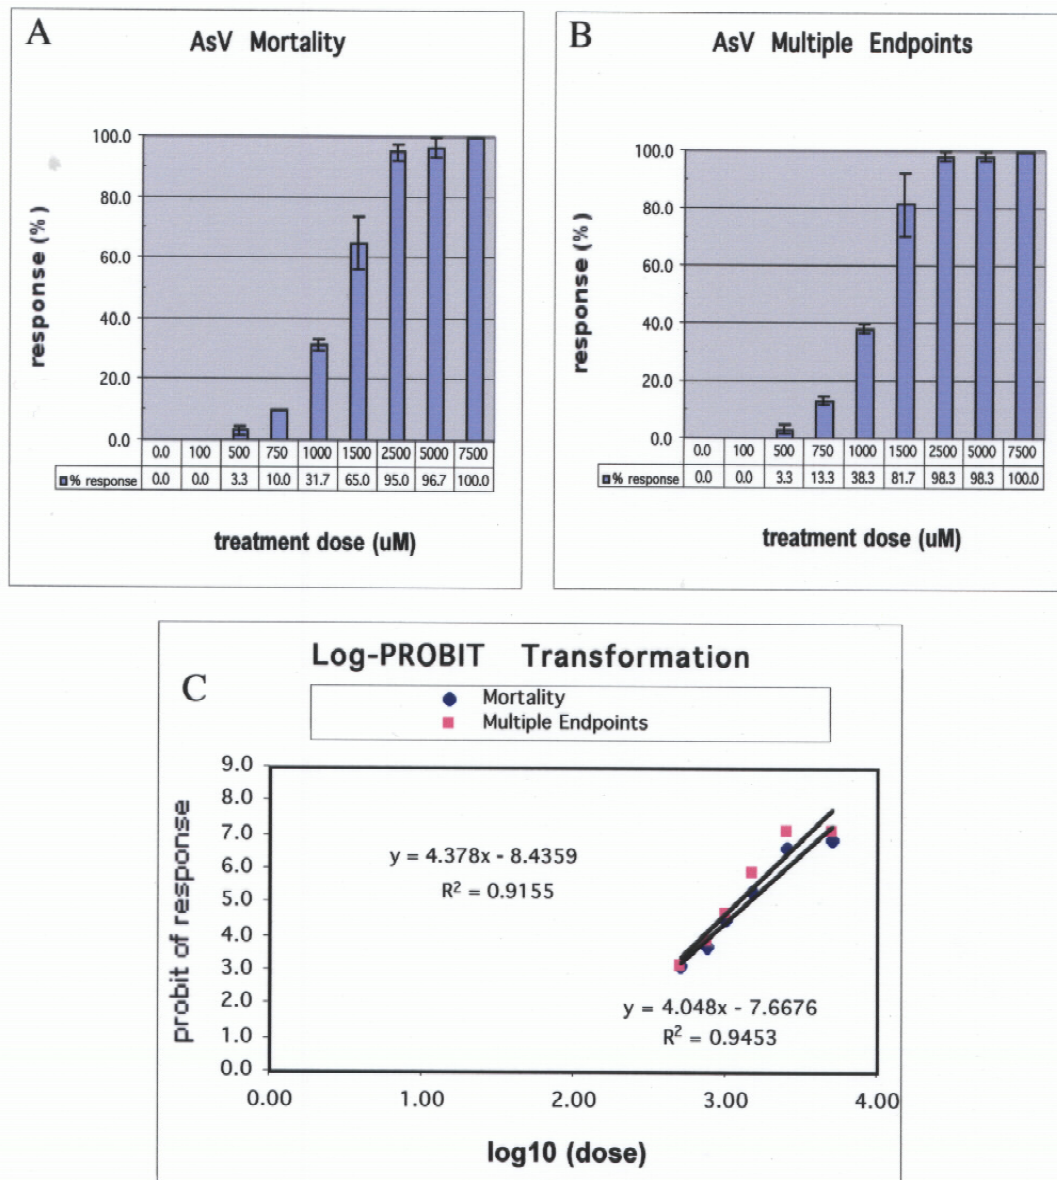 A
AsV Mortality
100.0
80.0
60.0
40.0
20.0
0.0
response (%)
0.0 100 500 750 1000 1500 2500 5000 7500
% response 0.0 0.0 3.3 10.0 31.7 65.0 95.0 96.7 100.0
treatment dose (uM)
B
AsV Multiple Endpoints
100.0
80.0
60.0
40.0
20.0
0.0
response (%)
0.0 100 500 750 1000 1500 2500 5000 7500
% response 0.0 0.0 3.3 13.3 38.3 81.7 98.3 98.3 100.0
treatment dose (uM)
Log-PROBIT Transformation
C
Mortality
Multiple Endpoints
9.0
8.0
7.0
6.0
5.0
4.0
3.0
2.0
1.0
0.0
probit of response
y = 4.378x - 8.4359
R² = 0.9155
y = 4.048x - 7.6676
R² = 0.9453
0.00 1.00 2.00 3.00 4.00
log10 (dose)